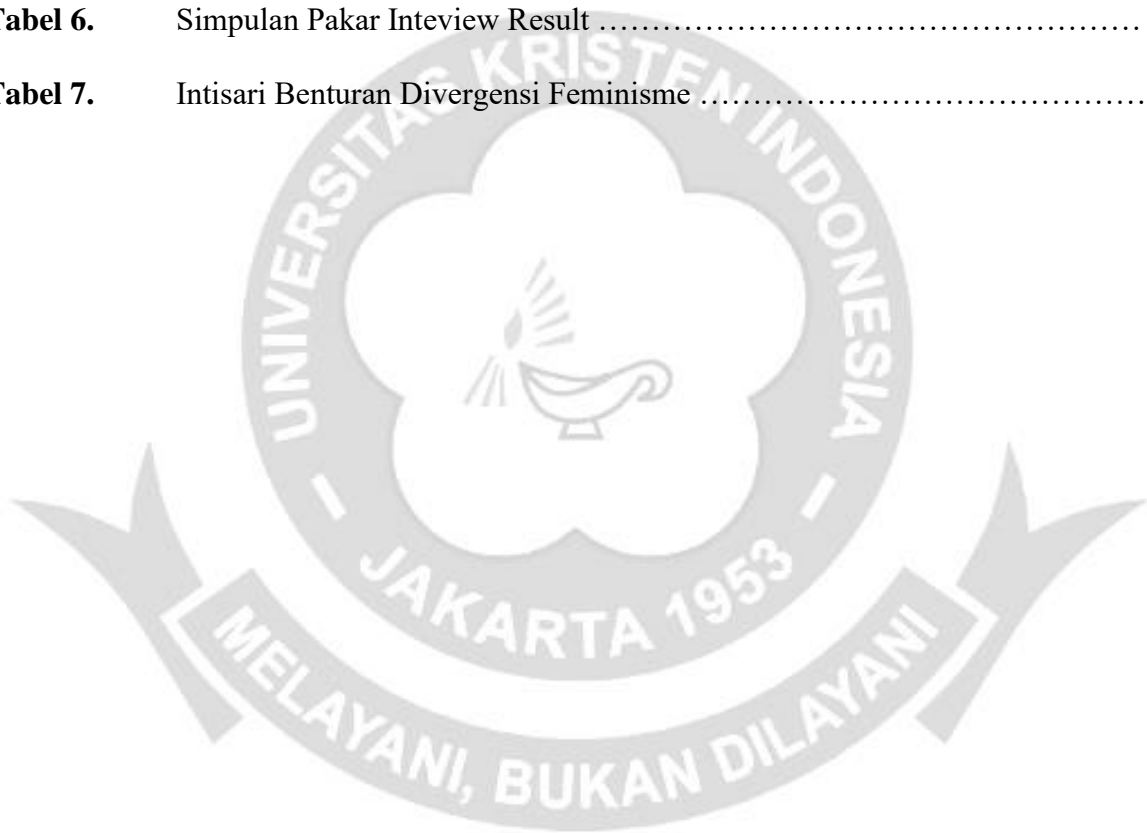 Tabel 6. Simpulan Pakar Inteview Result ……………………………………………
Tabel 7. Intisari Benturan Divergensi Feminisme ……………………………………
UNIVERSITAS KRISTEN INDONESIA
- JAKARTA 1953 -
MELAYANI, BUKAN DILAYANI